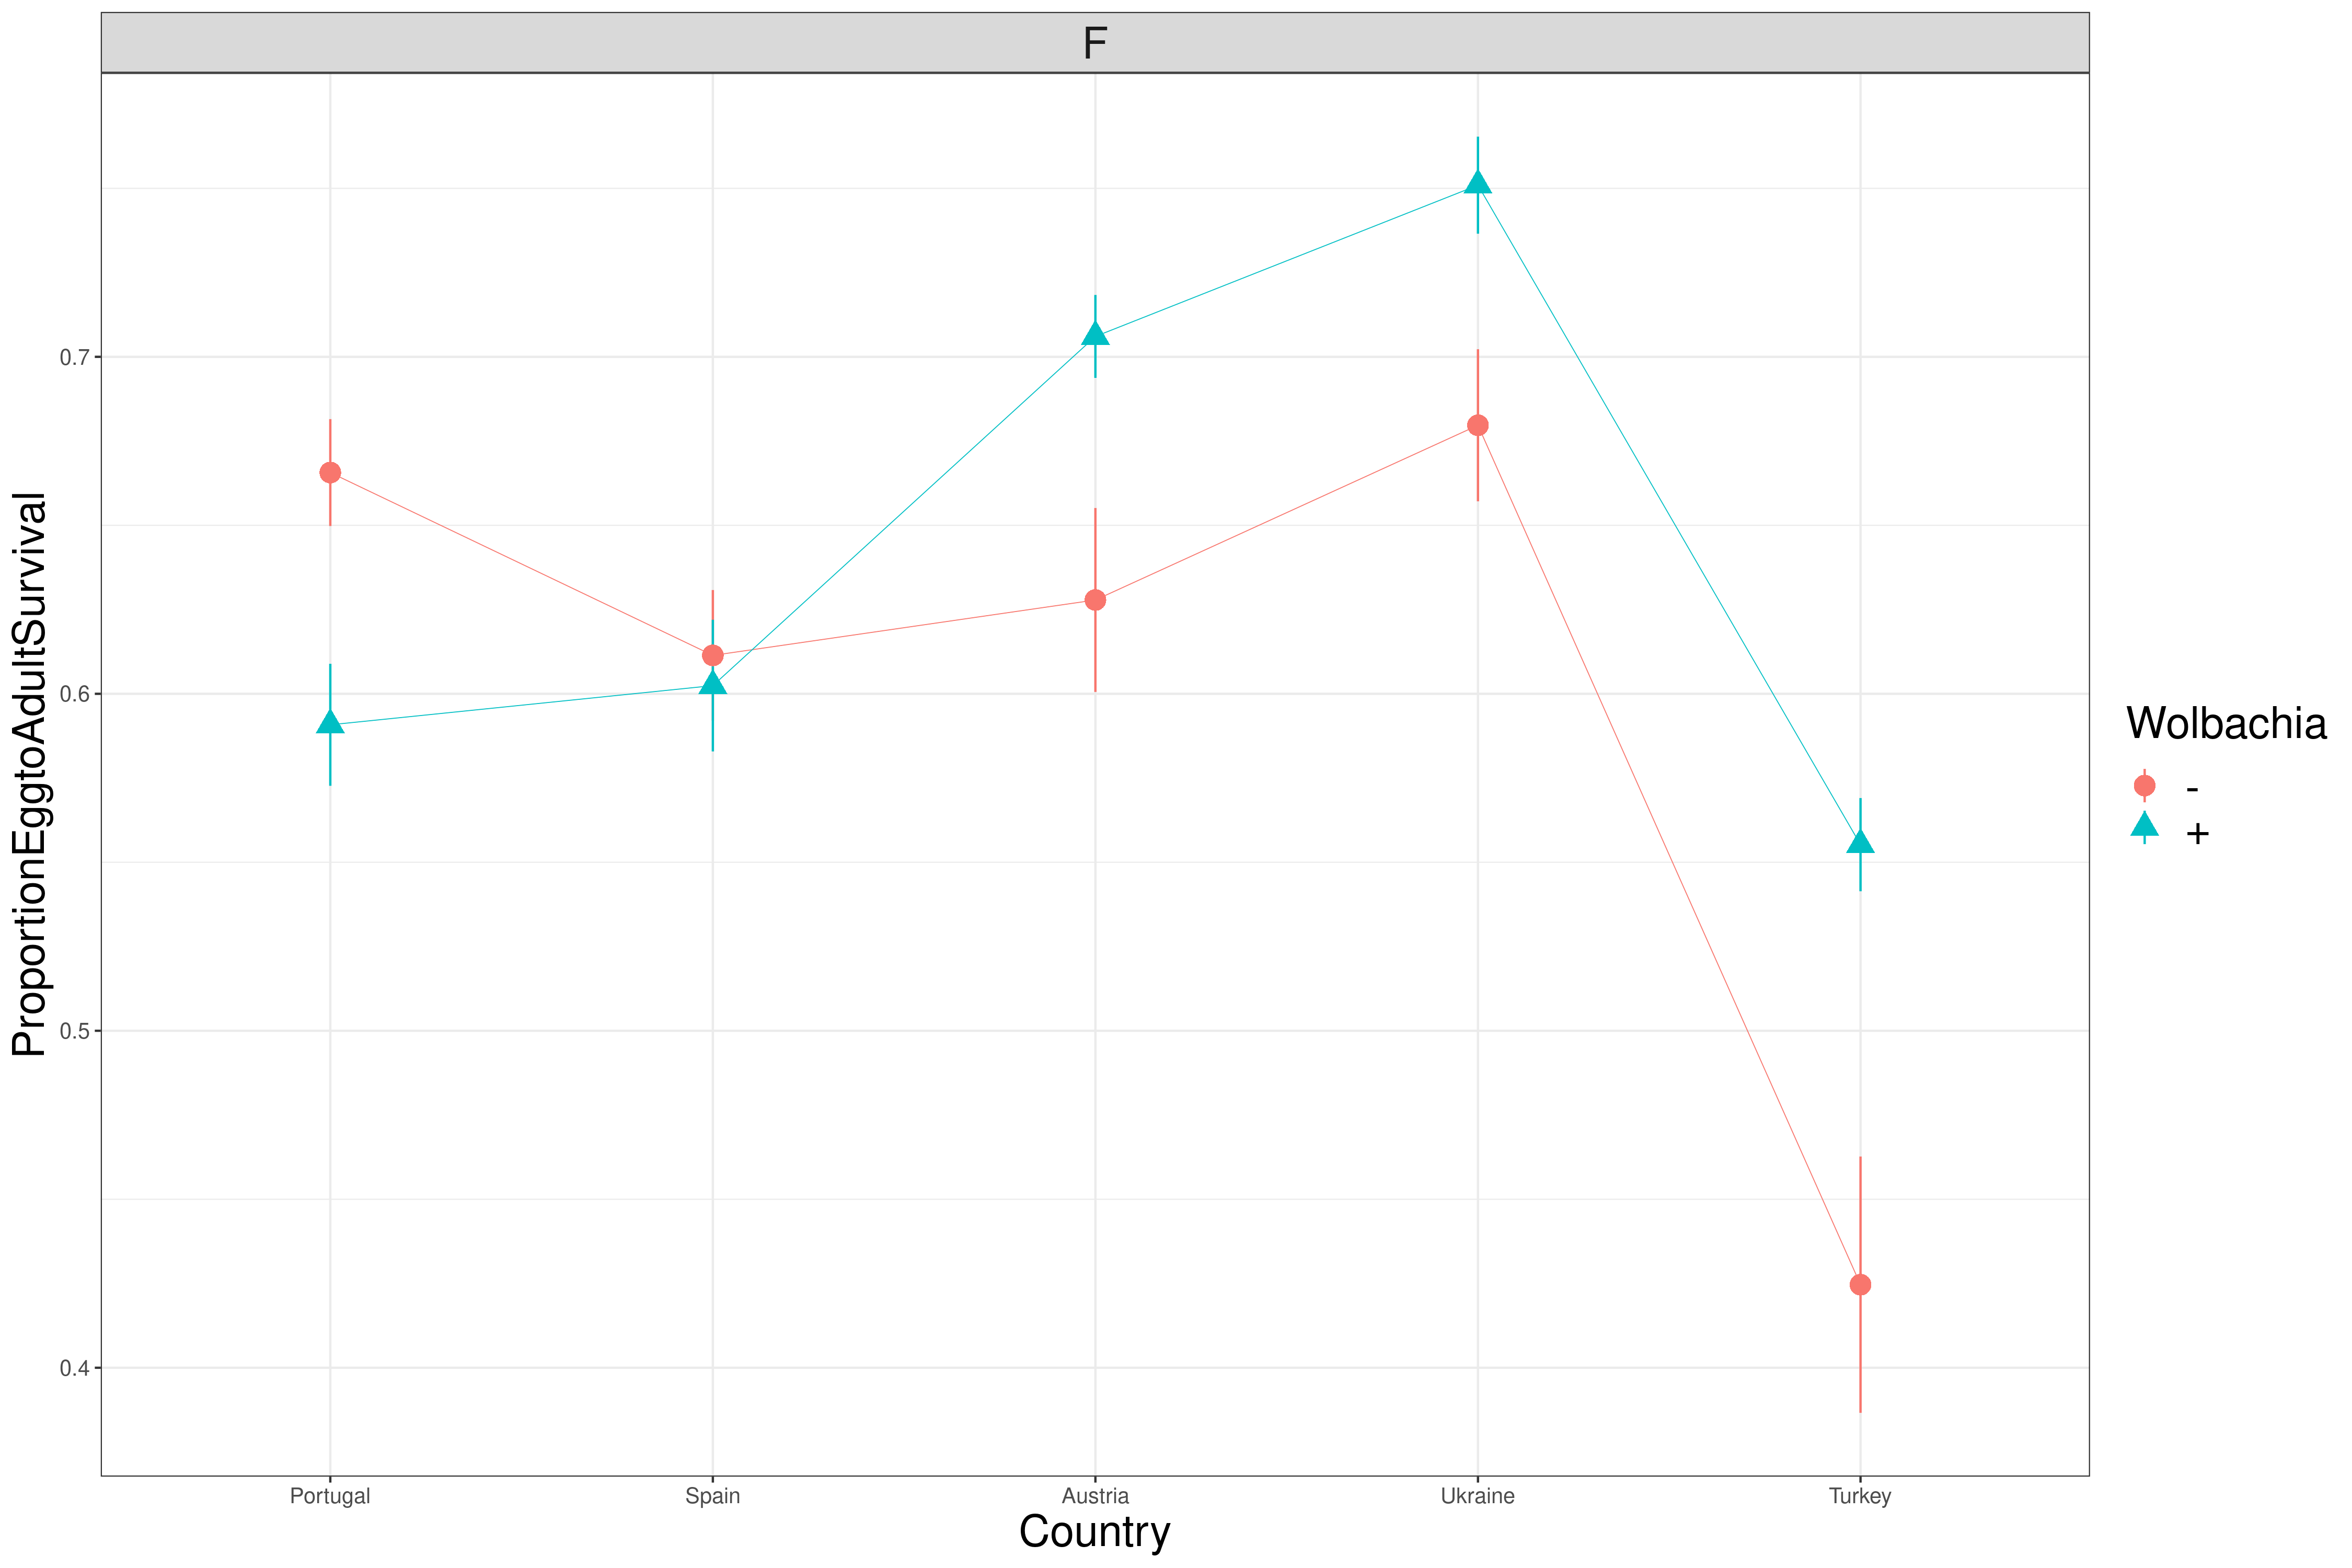 F
ProportionEggtoAdultSurvival
0.7
0.6
0.5
0.4
Portugal Spain Austria Ukraine Turkey
Country
Wolbachia
-
+